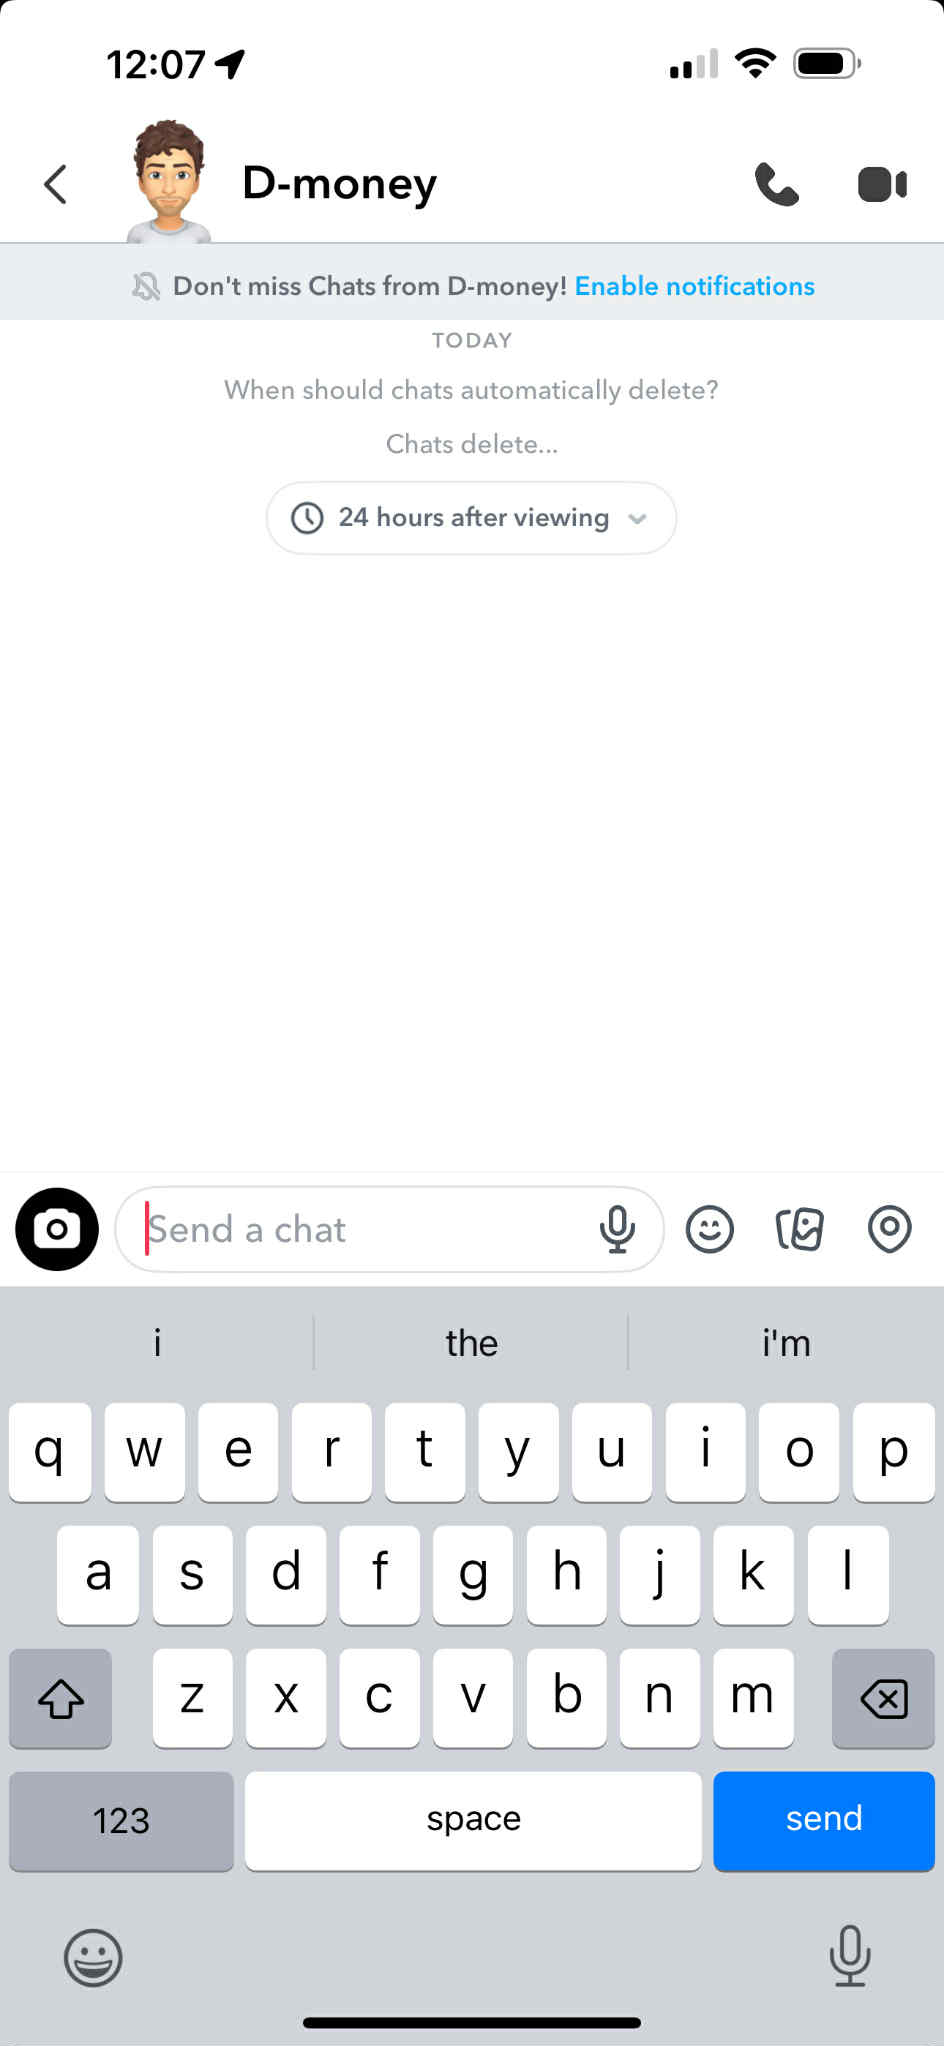 12:07
D-money
Don't miss Chats from D-money! Enable notifications
TODAY
When should chats automatically delete?
Chats delete...
24 hours after viewing
Send a chat
i the i'm
q w e r t y u i o p
a s d f g h j k l
z x c v b n m
123 space send